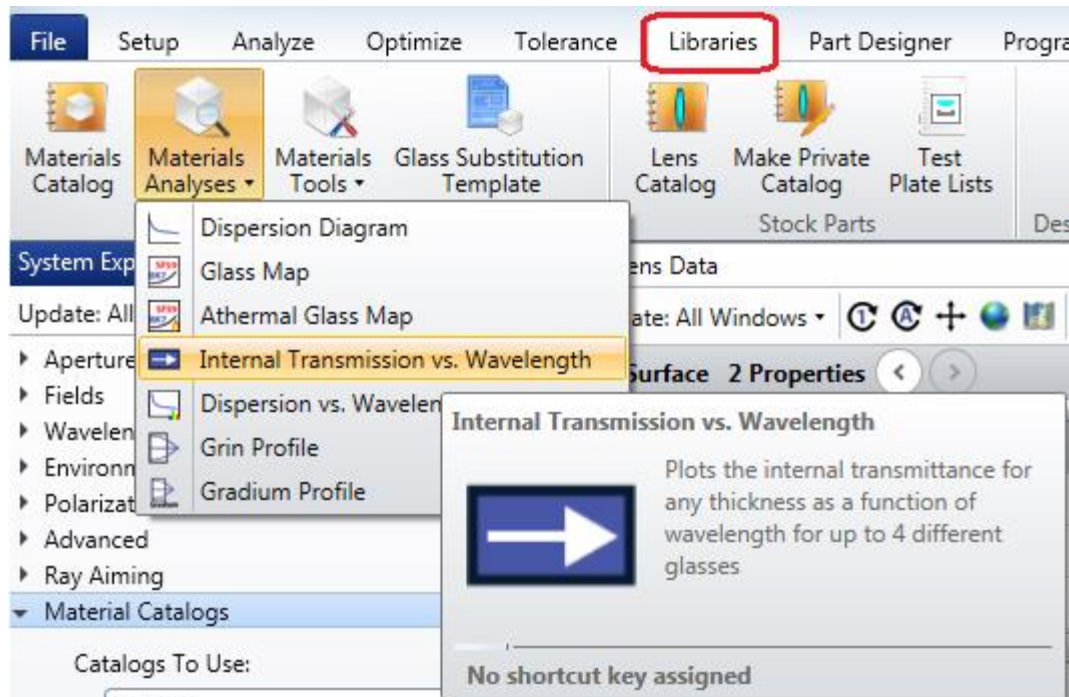 File Setup Analyze Optimize Tolerance Libraries Part Designer Progra
Materials Catalog
Materials Analyses
Materials Tools
Glass Substitution Template
Lens Catalog
Make Private Catalog
Test Plate Lists
Stock Parts
Des
Dispersion Diagram
Glass Map
Athermal Glass Map
Internal Transmission vs. Wavelength
Dispersion vs. Wavelen
Grin Profile
Gradium Profile
System Exp
ens Data
Update: All
ate: All Windows
Surface 2 Properties
Aperture
Fields
Wavelen
Environn
Polarizat
Advanced
Ray Aiming
Material Catalogs
Catalogs To Use:
Internal Transmission vs. Wavelength
Plots the internal transmittance for
any thickness as a function of
wavelength for up to 4 different
glasses
No shortcut key assigned